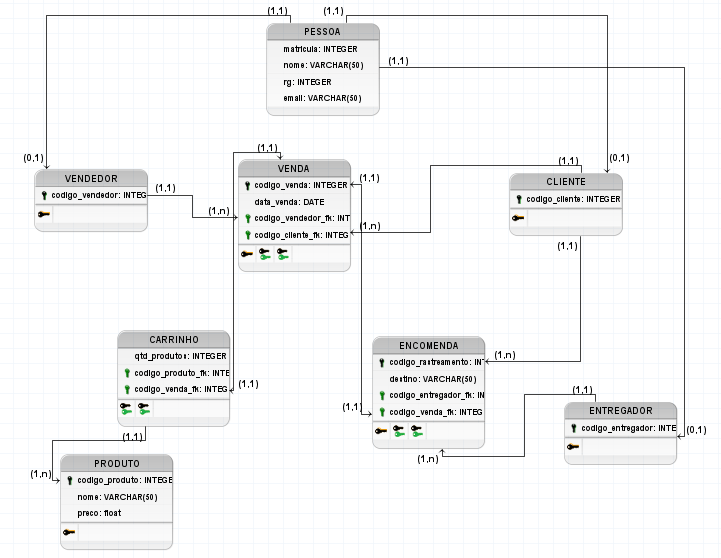 (1,1)
(1,1)
PESSOA
matricula: INTEGER
nome: VARCHAR(50)
rg: INTEGER
email: VARCHAR(50)
(1,1)
(0,1)
(1,1)
(1,1)
(0,1)
VENDEDOR
codigo_vendedor: INTEG
(1,1)
(1,n)
VENDA
codigo_venda: INTEGER
data_venda: DATE
codigo_vendedor_fk: INT
codigo_cliente_fk: INTEG
(1,1)
(1,n)
CLIENTE
codigo_cliente: INTEGER
(1,1)
CARRINHO
qtd_produtos: INTEGER
codigo_produto_fk: INTE
codigo_venda_fk: INTEG
(1,1)
(1,1)
ENCOMENDA
codigo_rastreamento: INT
destino: VARCHAR(50)
codigo_entregador_fk: IN
codigo_venda_fk: INTEG
(1,n)
(1,1)
(1,1)
(1,n)
ENTREGADOR
codigo_entregador: INTE
(0,1)
(1,n)
PRODUTO
codigo_produto: INTEGE
nome: VARCHAR(50)
preco: float